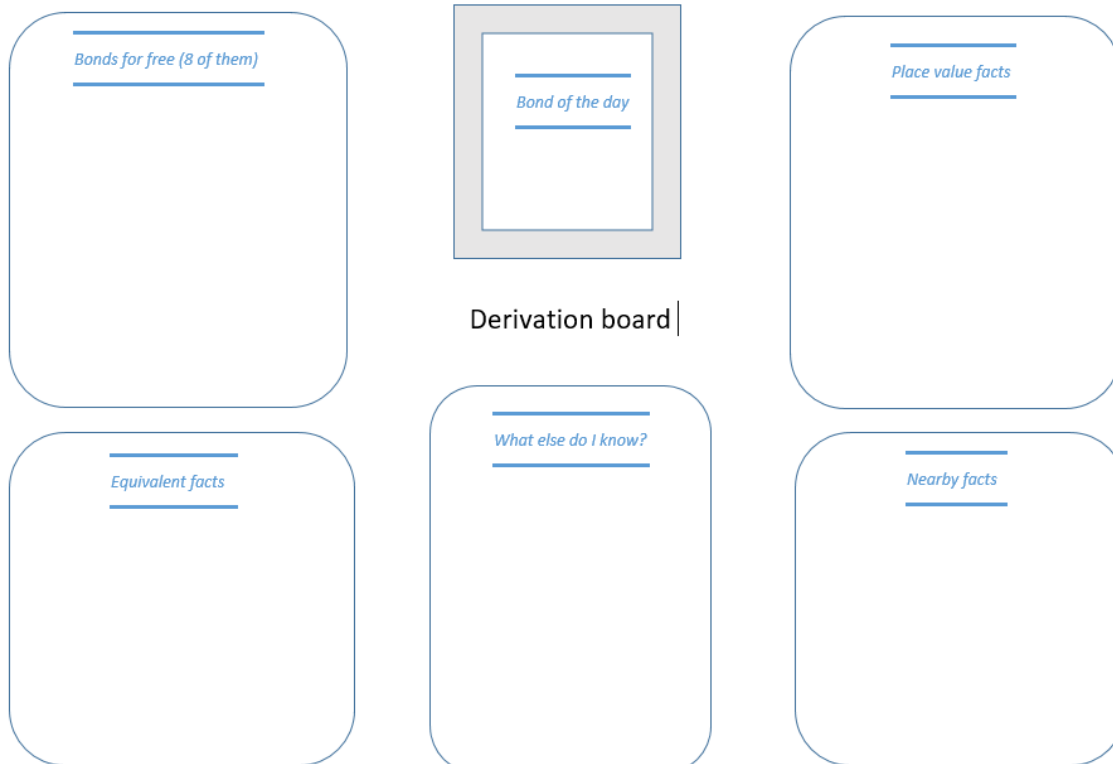 Bonds for free (8 of them)
Bond of the day
Place value facts
Derivation board
Equivalent facts
What else do I know?
Nearby facts